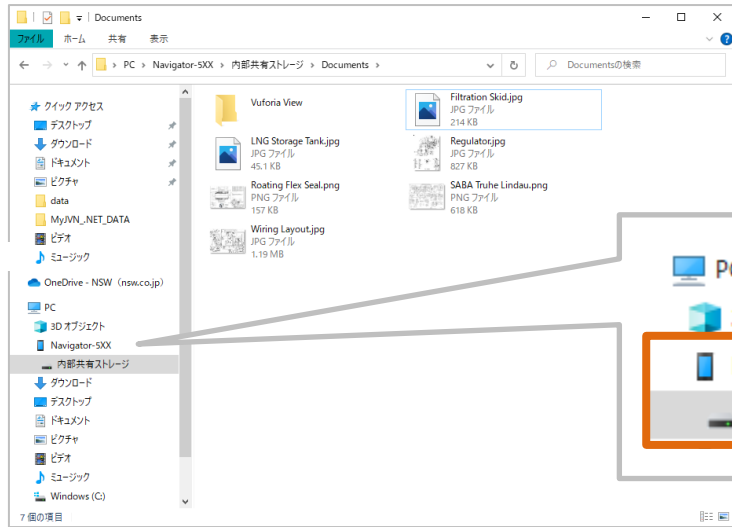 Documents
ファイル ホーム 共有 表示
PC › Navigator-5XX › 内部共有ストレージ › Documents › Documentsの検索
クイック アクセス
デスクトップ
ダウンロード
ドキュメント
ピクチャ
data
MyJVN_.NET_DATA
ビデオ
ミュージック
OneDrive - NSW（nsw.co.jp）
PC
3D オブジェクト
Navigator-5XX
内部共有ストレージ
ダウンロード
デスクトップ
ドキュメント
ピクチャ
ビデオ
ミュージック
Windows (C:)
Vuforia View
Filtration Skid.jpg
JPG ファイル
214 KB
LNG Storage Tank.jpg
JPG ファイル
45.1 KB
Regulator.jpg
JPG ファイル
827 KB
Roating Flex Seal.png
PNG ファイル
157 KB
SABA Truhe Lindau.png
PNG ファイル
618 KB
Wiring Layout.jpg
JPG ファイル
1.19 MB
7 個の項目